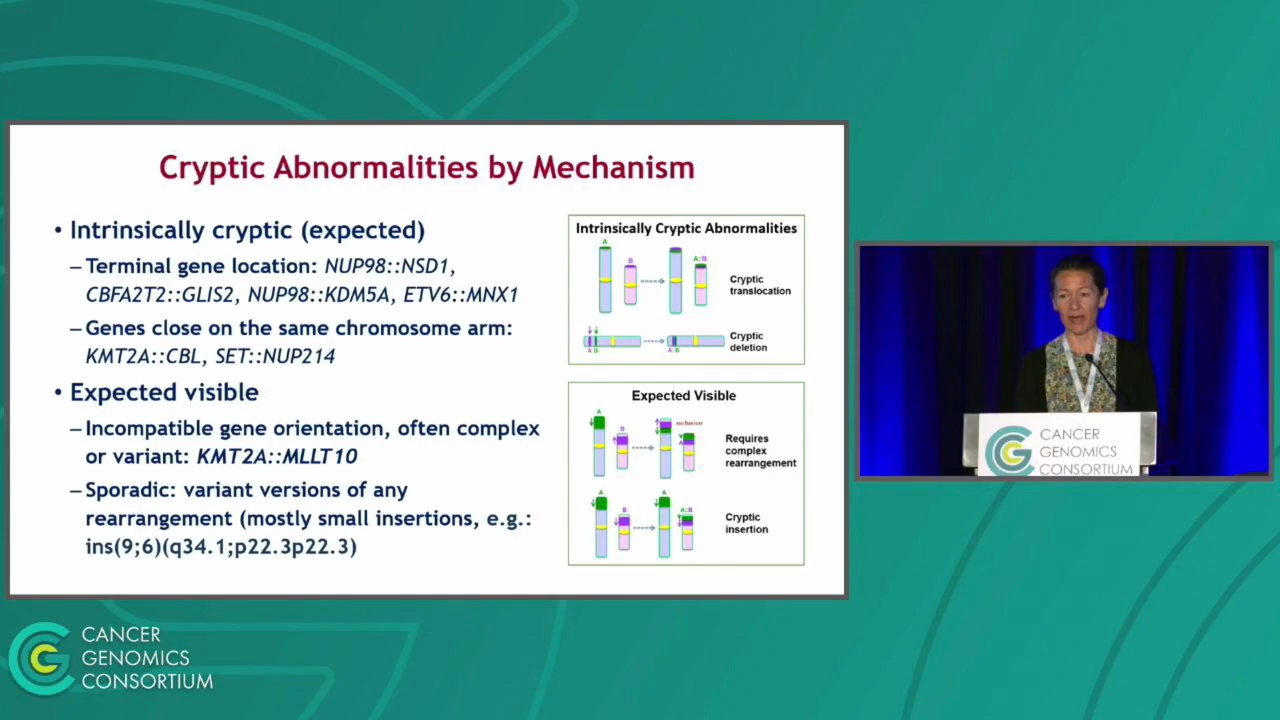 Cryptic Abnormalities by Mechanism
• Intrinsically cryptic (expected)
– Terminal gene location: NUP98::NSD1,
CBFA2T2::GLIS2, NUP98::KDM5A, ETV6::MNX1
– Genes close on the same chromosome arm:
KMT2A::CBL, SET::NUP214
• Expected visible
– Incompatible gene orientation, often complex
or variant: KMT2A::MLLT10
– Sporadic: variant versions of any
rearrangement (mostly small insertions, e.g.:
ins(9;6)(q34.1;p22.3p22.3)
Intrinsically Cryptic Abnormalities
A
B
A::B
Cryptic
translocation
A B
A::B
Cryptic
deletion
Expected Visible
A
B
no fusion
Requires
complex
rearrangement
A
B
A
A::B
Cryptic
insertion
CANCER
GENOMICS
CONSORTIUM
CANCER
GENOMICS
CONSORTIUM